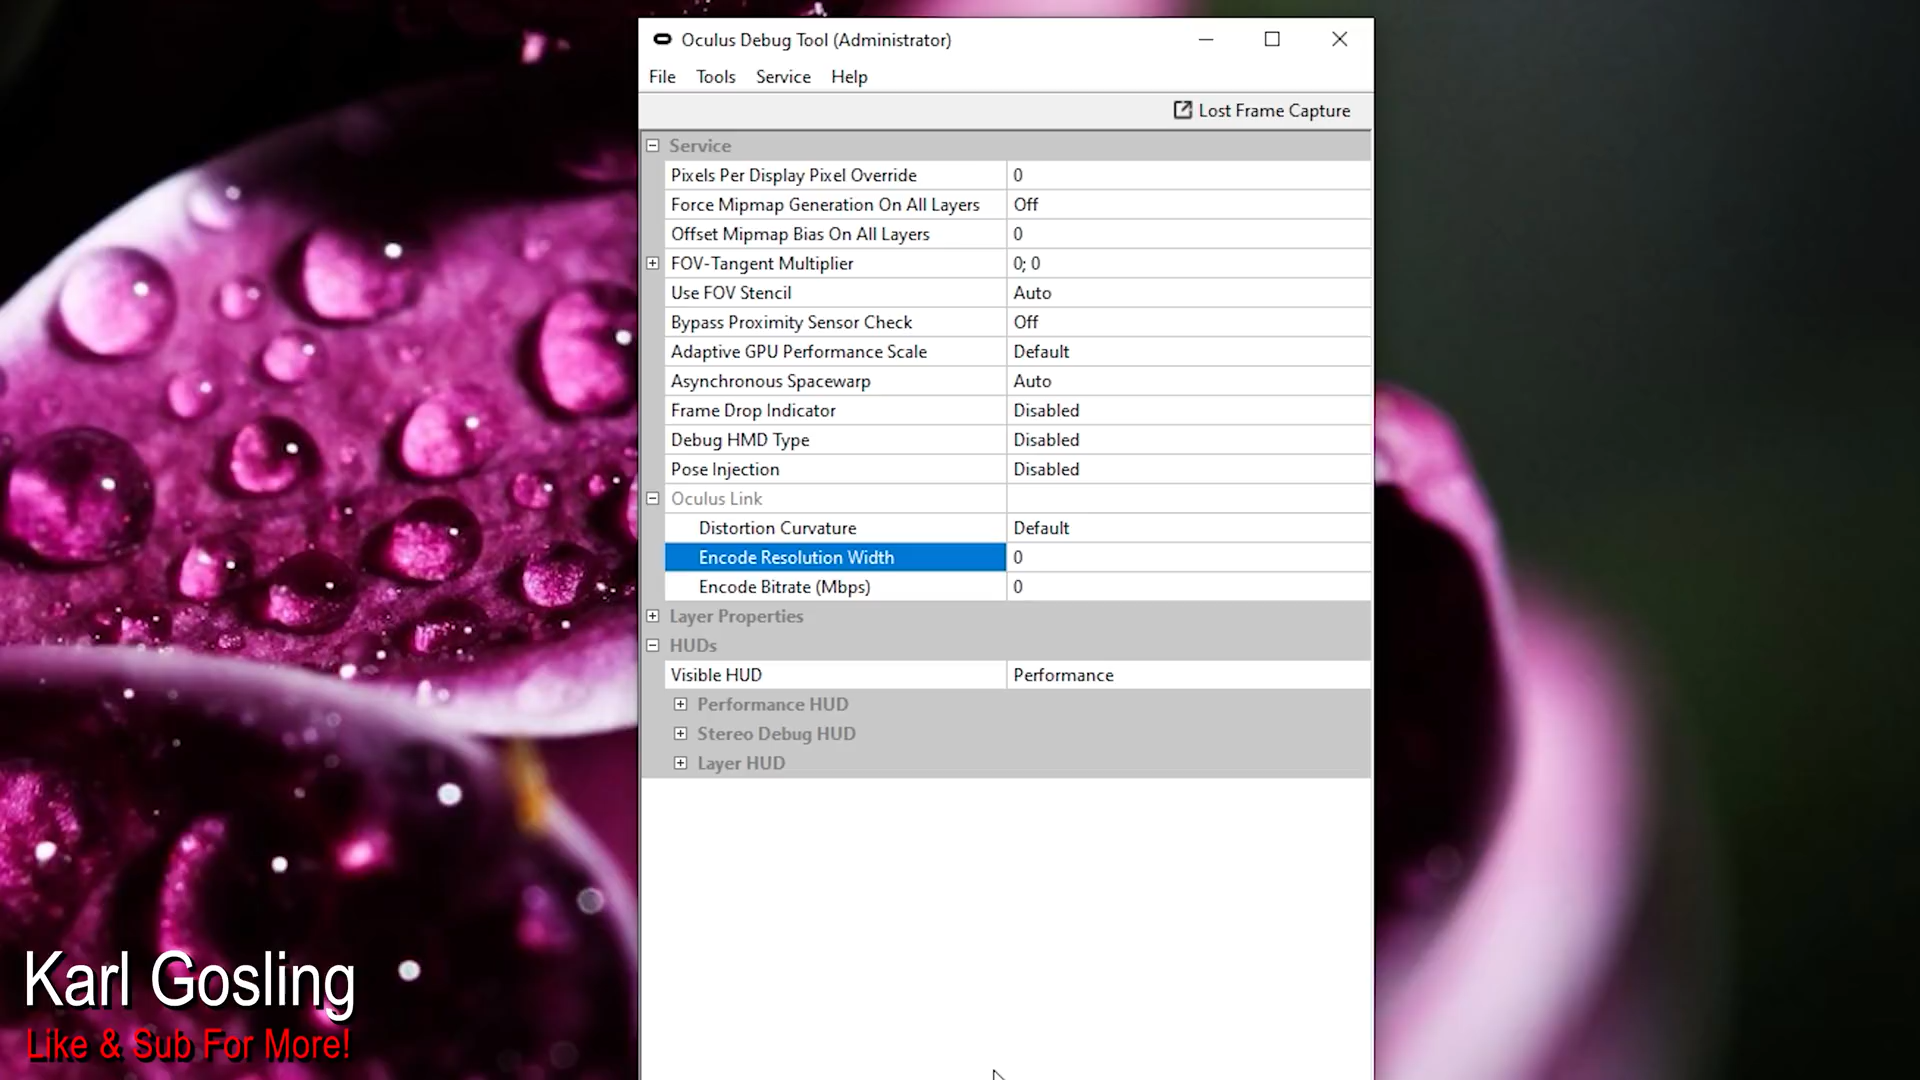 Oculus Debug Tool (Administrator)
File Tools Service Help
Lost Frame Capture
Service
Pixels Per Display Pixel Override 0
Force Mipmap Generation On All Layers Off
Offset Mipmap Bias On All Layers 0
FOV-Tangent Multiplier 0; 0
Use FOV Stencil Auto
Bypass Proximity Sensor Check Off
Adaptive GPU Performance Scale Default
Asynchronous Spacewarp Auto
Frame Drop Indicator Disabled
Debug HMD Type Disabled
Pose Injection Disabled
Oculus Link
Distortion Curvature Default
Encode Resolution Width 0
Encode Bitrate (Mbps) 0
Layer Properties
HUDs
Visible HUD Performance
Performance HUD
Stereo Debug HUD
Layer HUD
Karl Gosling
Like & Sub For More!